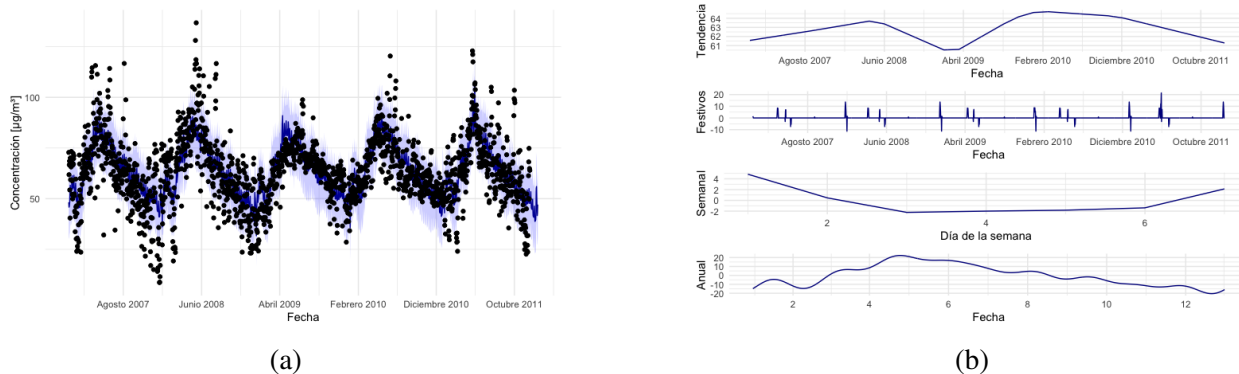 Concentración [µg/m³]
100
50
Agosto 2007 Junio 2008 Abril 2009 Febrero 2010 Diciembre 2010 Octubre 2011
Fecha
(a)
Tendencia
64
63
62
61
Agosto 2007 Junio 2008 Abril 2009 Febrero 2010 Diciembre 2010 Octubre 2011
Fecha
Festivos
20
10
0
-10
Agosto 2007 Junio 2008 Abril 2009 Febrero 2010 Diciembre 2010 Octubre 2011
Fecha
Semanal
4
2
0
-2
2 4 6
Día de la semana
Anual
20
10
0
-10
-20
2 4 6 8 10 12
Fecha
(b)